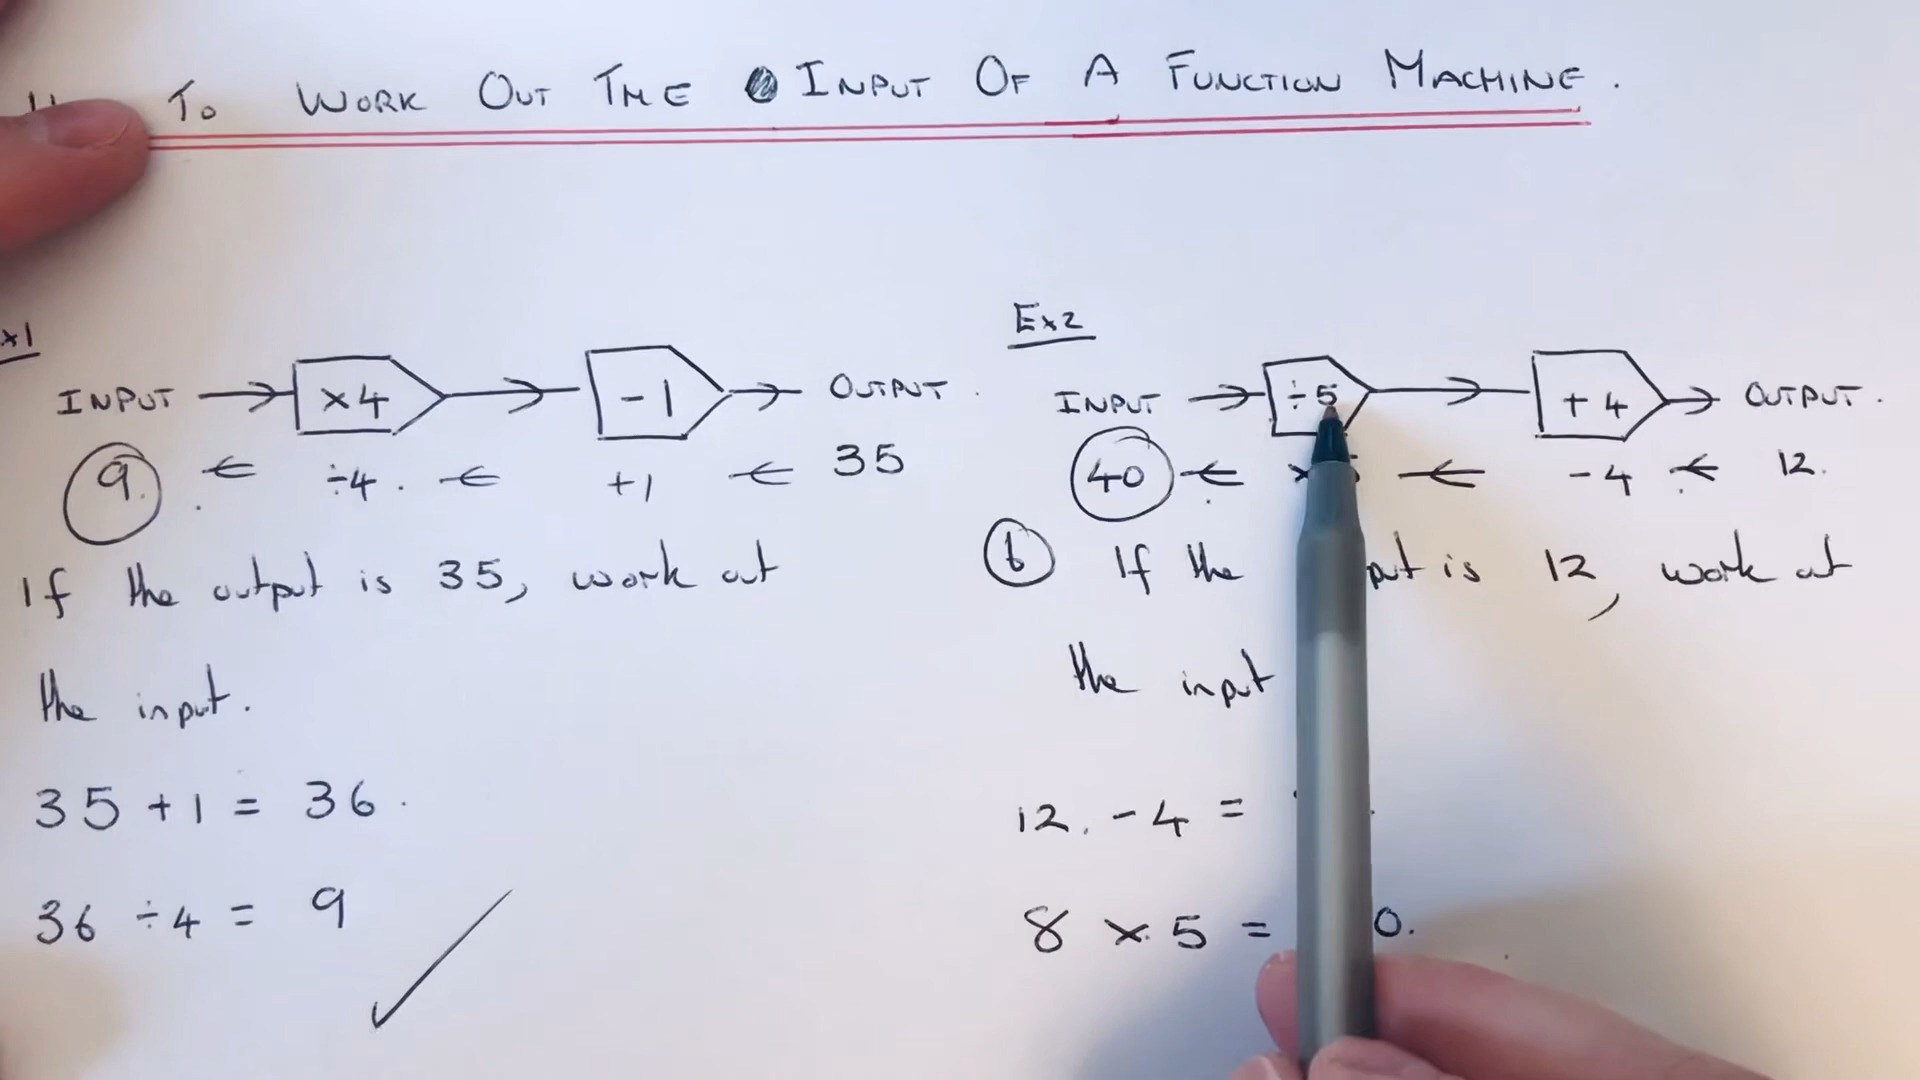 To Work Out The Input Of A Function Machine.
INPUT ×4 -1 OUTPUT.
9. ← ÷4. ← +1 ← 35
If the output is 35, work out
the input.
35 + 1 = 36.
36 ÷ 4 = 9
Ex2
INPUT ÷5 +4 OUTPUT.
40 ← ← -4 ← 12.
If the is 12, work out
the input
12. - 4 =
8 × 5 =